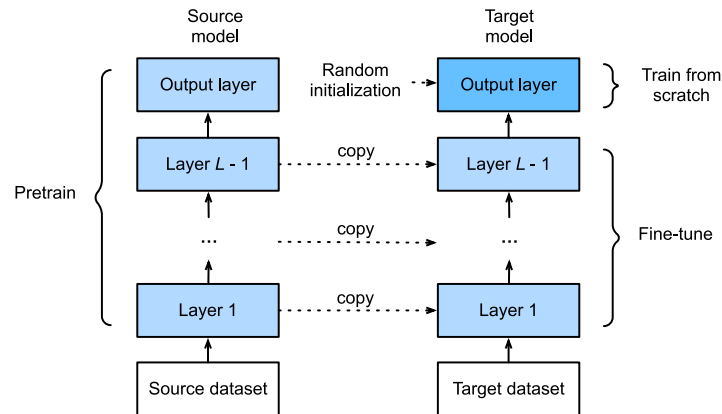 Source
model
Target
model
Output layer
Random
initialization
Output layer
Train from
scratch
Layer L - 1
copy
Layer L - 1
Pretrain
...
copy
...
Fine-tune
Layer 1
copy
Layer 1
Source dataset
Target dataset